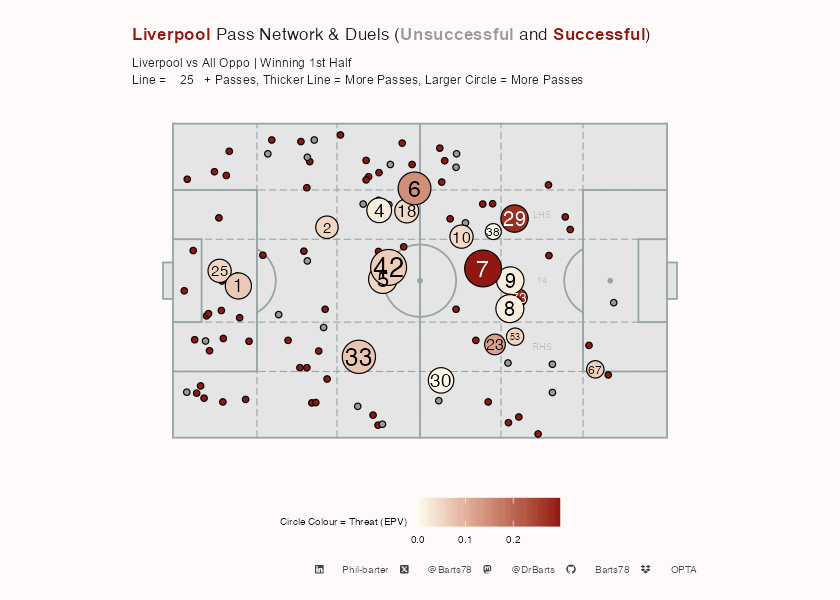 Liverpool Pass Network & Duels (Unsuccessful and Successful)
Liverpool vs All Oppo | Winning 1st Half
Line = 25 + Passes, Thicker Line = More Passes, Larger Circle = More Passes
6
4
18
29
LHS
2
10
38
42
7
25
5
9
14
1
8
53
23
RHS
33
67
30
Circle Colour = Threat (EPV)
0.0 0.1 0.2
Phil-barter @Barts78 @DrBarts Barts78 OPTA